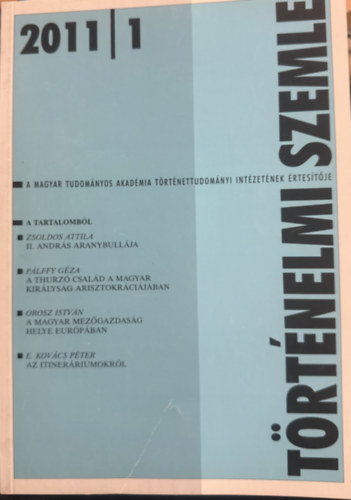 2011|1
TÖRTÉNELMI SZEMLE
A MAGYAR TUDOMÁNYOS AKADÉMIA TÖRTÉNETTUDOMÁNYI INTÉZETÉNEK ÉRTESÍTŐJE
A TARTALOMBÓL
ZSOLDOS ATTILA
II. ANDRÁS ARANYBULLÁJA
PÁLFFY GÉZA
A THURZÓ CSALÁD A MAGYAR
KIRÁLYSÁG ARISZTOKRÁCIÁJÁBAN
OROSZ ISTVÁN
A MAGYAR MEZŐGAZDASÁG
HELYE EURÓPÁBAN
E. KOVÁCS PÉTER
AZ ITINERÁRIUMOKRÓL